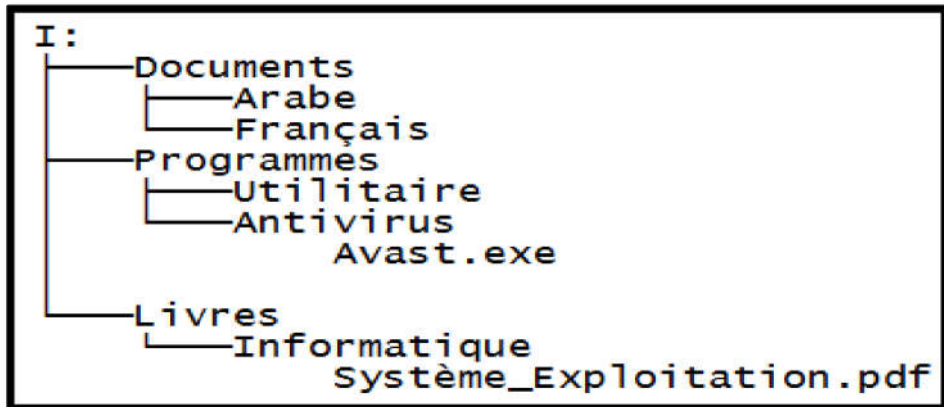 I:
Documents
Arabe
Français
Programmes
Utilitaire
Antivirus
Avast.exe
Livres
Informatique
Système_Exploitation.pdf